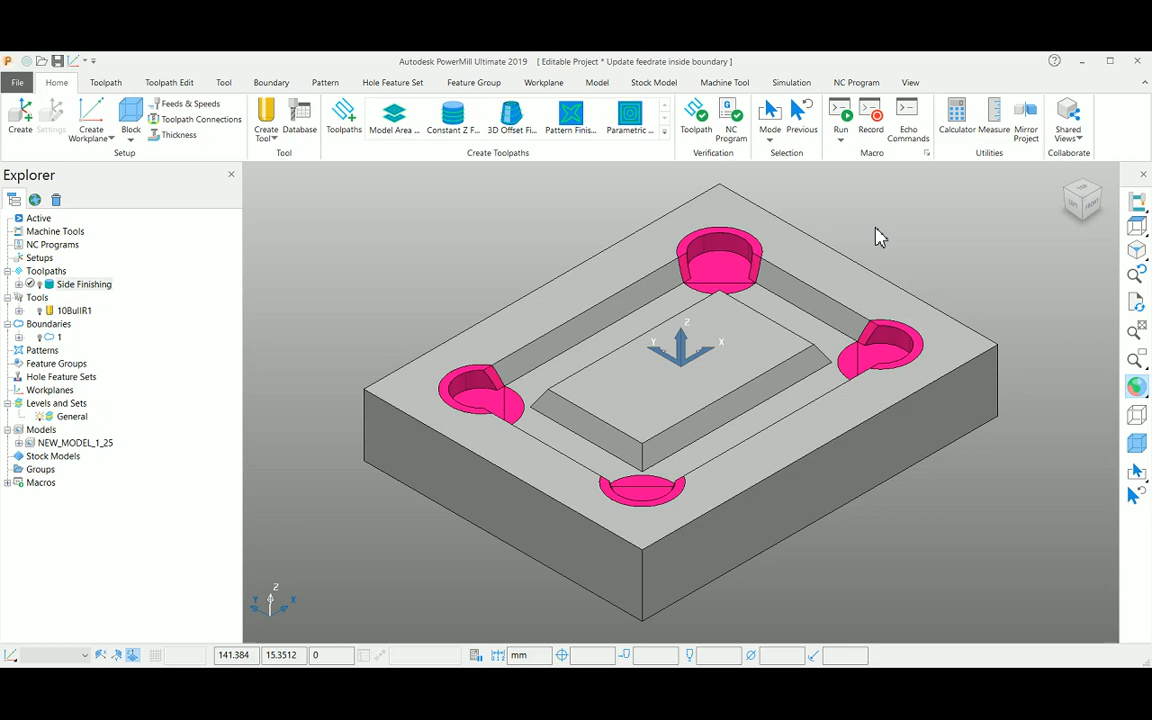 Autodesk PowerMill Ultimate 2019 [ Editable Project * Update feedrate inside boundary ]
File Home Toolpath Toolpath Edit Tool Boundary Pattern Hole Feature Set Feature Group Workplane Model Stock Model Machine Tool Simulation NC Program View
Create
Settings
Create Workplane
Block
Feeds & Speeds
Toolpath Connections
Thickness
Setup
Create Tool
Database
Tool
Toolpaths
Model Area ...
Constant Z F...
3D Offset Fi...
Pattern Finis...
Parametric ...
Create Toolpaths
Toolpath
NC Program
Verification
Mode
Previous
Selection
Run
Record
Echo Commands
Macro
Calculator
Measure
Mirror Project
Utilities
Shared Views
Collaborate
Explorer
Active
Machine Tools
NC Programs
Setups
Toolpaths
Side Finishing
Tools
10BullR1
Boundaries
1
Patterns
Feature Groups
Hole Feature Sets
Workplanes
Levels and Sets
General
Models
NEW_MODEL_1_25
Stock Models
Groups
Macros
TOP
LEFT
FRONT
Z
Y
X
Z
Y
X
141.384 15.3512 0 mm